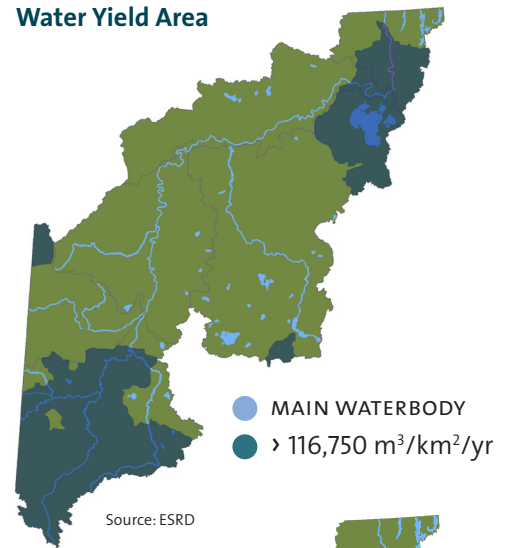 Water Yield Area
MAIN WATERBODY
› 116,750 m³/km²/yr
Source: ESRD